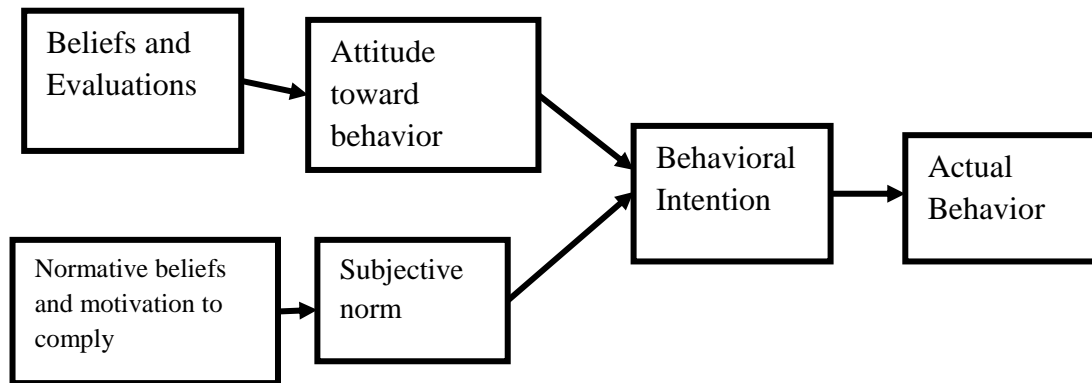 Beliefs and
Evaluations
Attitude
toward
behavior
Behavioral
Intention
Actual
Behavior
Normative beliefs
and motivation to
comply
Subjective
norm